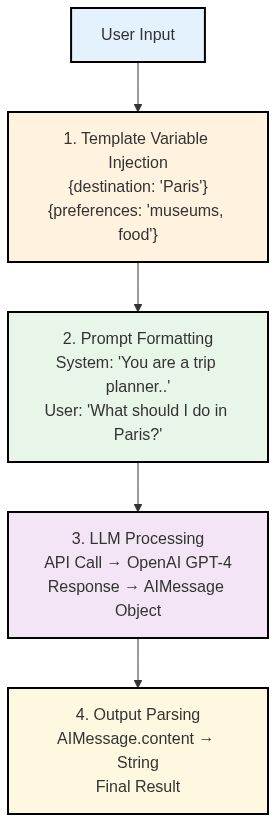 User Input
1. Template Variable
Injection
{destination: 'Paris'}
{preferences: 'museums,
food'}
2. Prompt Formatting
System: 'You are a trip
planner..'
User: 'What should I do in
Paris?'
3. LLM Processing
API Call → OpenAI GPT-4
Response → AIMessage
Object
4. Output Parsing
AIMessage.content →
String
Final Result